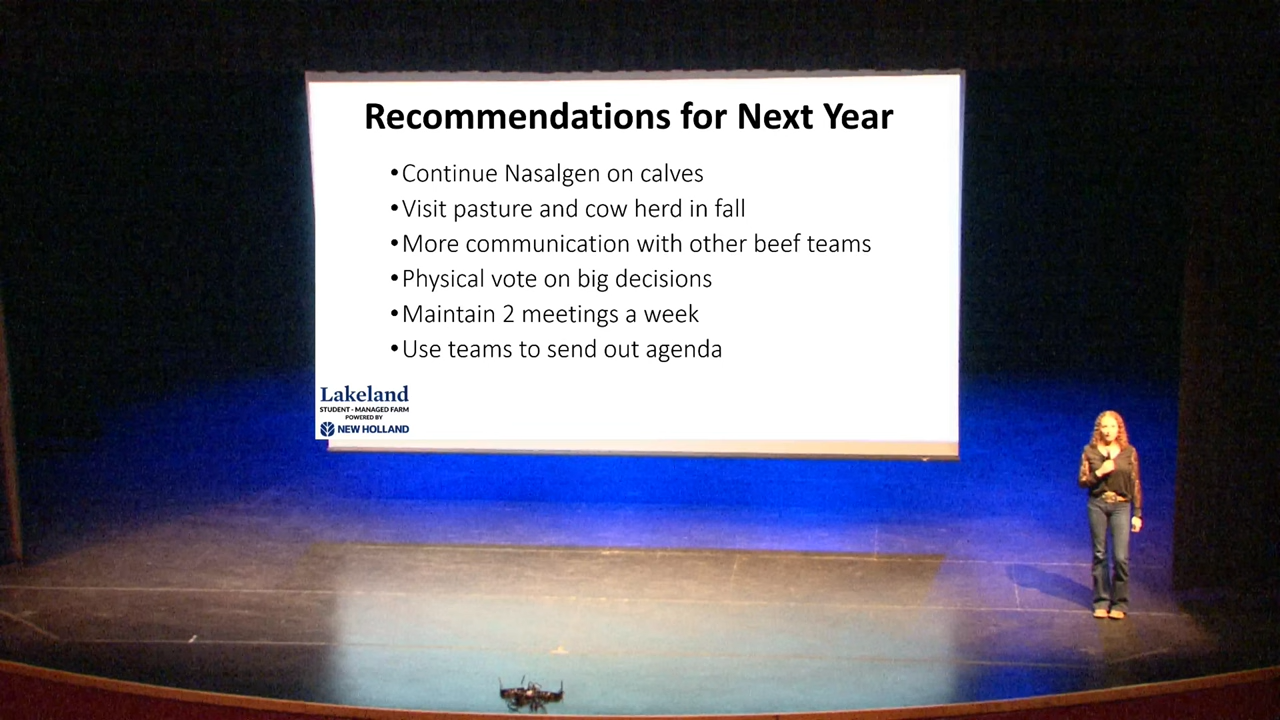 Recommendations for Next Year
•Continue Nasalgen on calves
•Visit pasture and cow herd in fall
•More communication with other beef teams
•Physical vote on big decisions
•Maintain 2 meetings a week
•Use teams to send out agenda
Lakeland
STUDENT - MANAGED FARM
POWERED BY
NEW HOLLAND